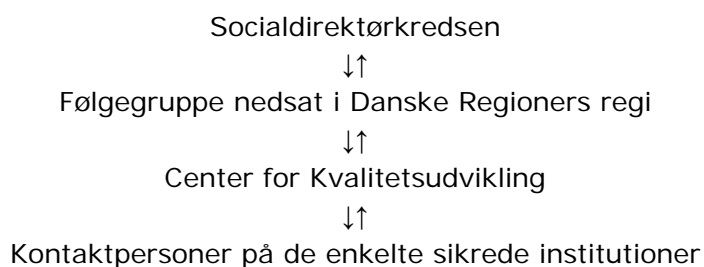 Socialdirektørkredsen
↓↑
Følgegruppe nedsat i Danske Regioners regi
↓↑
Center for Kvalitetsudvikling
↓↑
Kontaktpersoner på de enkelte sikrede institutioner